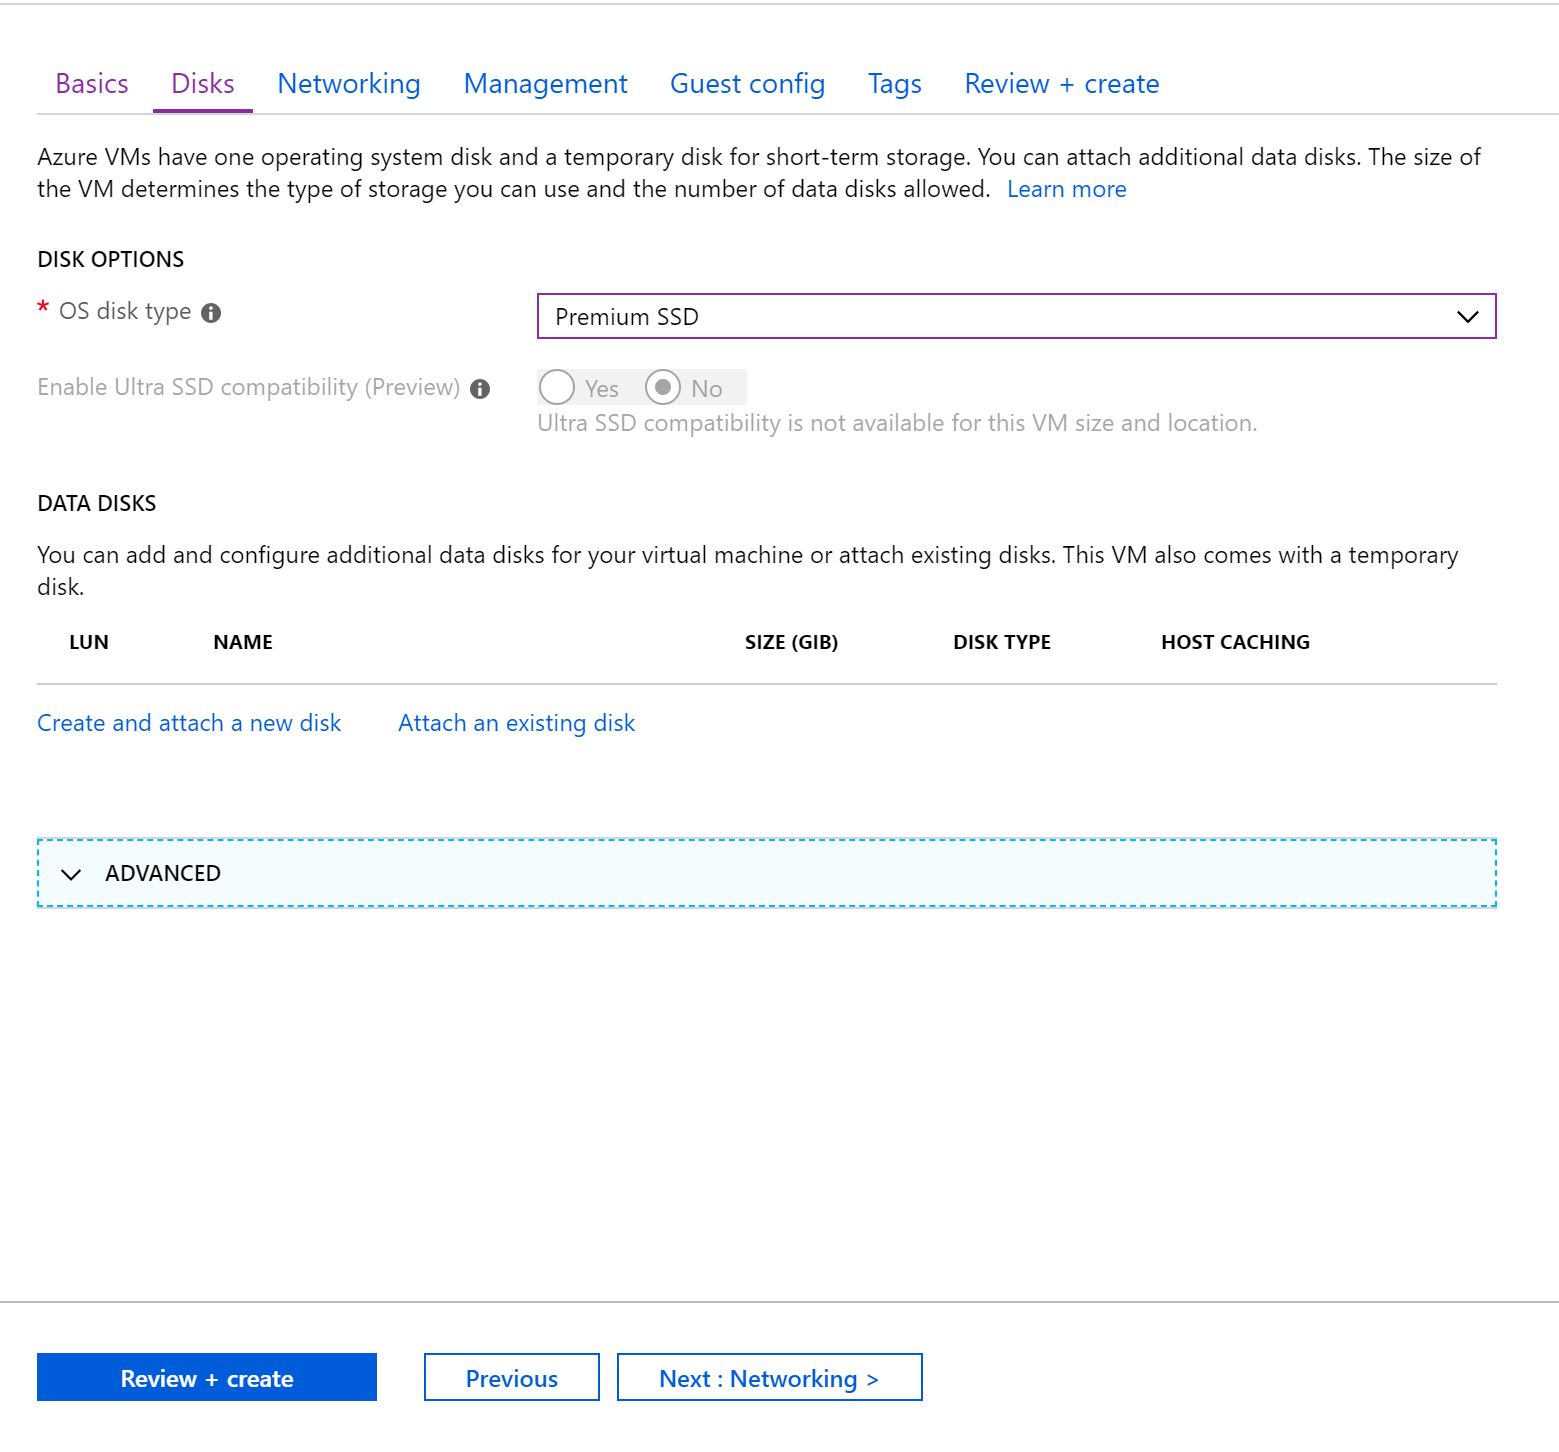 Basics Disks Networking Management Guest config Tags Review + create
Azure VMs have one operating system disk and a temporary disk for short-term storage. You can attach additional data disks. The size of
the VM determines the type of storage you can use and the number of data disks allowed. Learn more
DISK OPTIONS
* OS disk type
Premium SSD
Enable Ultra SSD compatibility (Preview)
Yes No
Ultra SSD compatibility is not available for this VM size and location.
DATA DISKS
You can add and configure additional data disks for your virtual machine or attach existing disks. This VM also comes with a temporary
disk.
LUN NAME SIZE (GIB) DISK TYPE HOST CACHING
Create and attach a new disk Attach an existing disk
ADVANCED
Review + create Previous Next : Networking >